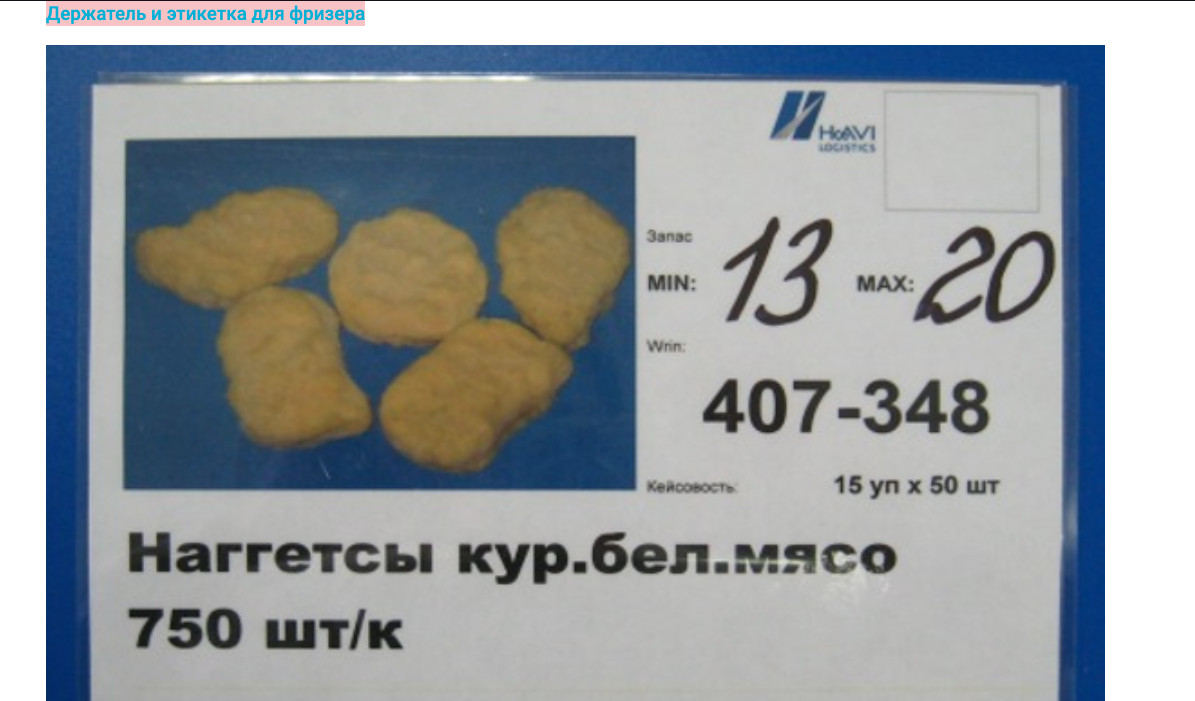 Держатель и этикетка для фризера
HAVI
LOGISTICS
Запас
MIN: 13 MAX: 20
Wrin:
407-348
Кейсовость: 15 уп x 50 шт
Наггетсы кур.бел.мясо
750 шт/к